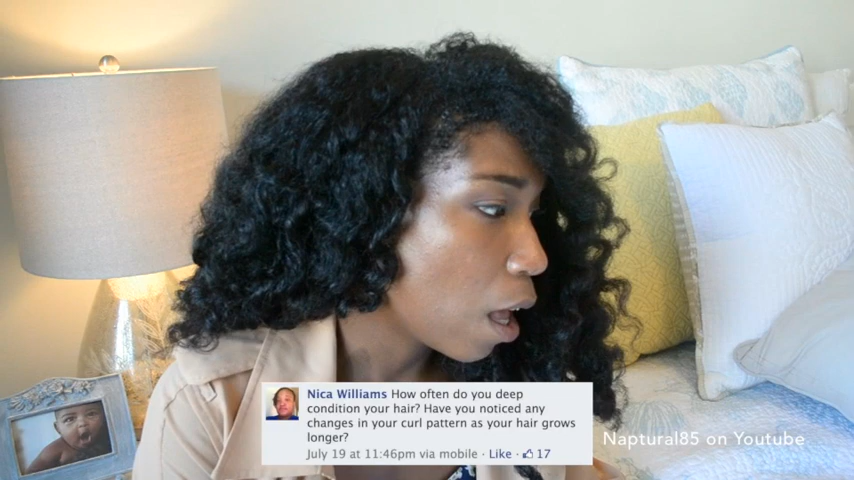 Nica Williams How often do you deep
condition your hair? Have you noticed any
changes in your curl pattern as your hair grows
longer?
July 19 at 11:46pm via mobile · Like · 17
Naptural85 on Youtube